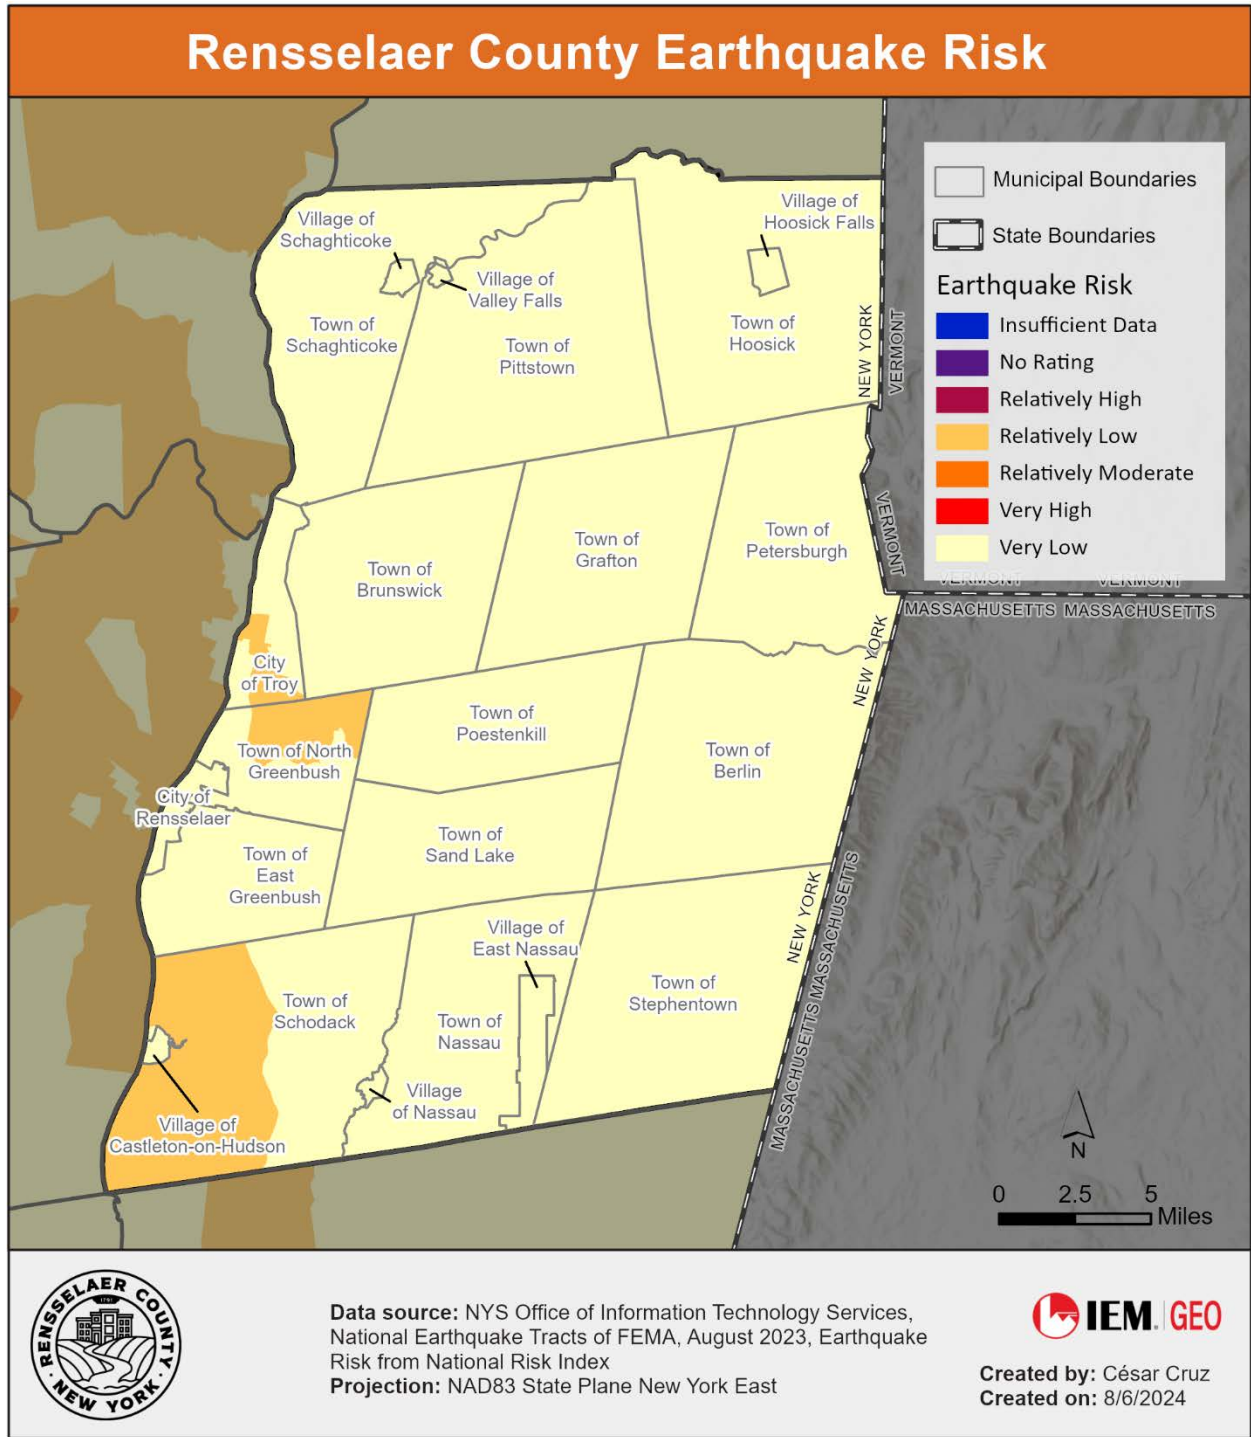 Rensselaer County Earthquake Risk
Municipal Boundaries
State Boundaries
Earthquake Risk
Insufficient Data
No Rating
Relatively High
Relatively Low
Relatively Moderate
Very High
Very Low
Village of
Schaghticoke
Village of
Valley Falls
Village of
Hoosick Falls
Town of
Schaghticoke
Town of
Pittstown
Town of
Hoosick
NEW YORK
VERMONT
Town of
Brunswick
Town of
Grafton
Town of
Petersburgh
VERMONT
VERMONT
VERMONT
MASSACHUSETTS
MASSACHUSETTS
NEW YORK
City
of Troy
Town of North
Greenbush
Town of
Poestenkill
Town of
Berlin
City of
Rensselaer
Town of
East
Greenbush
Town of
Sand Lake
NEW YORK
MASSACHUSETTS
MASSACHUSETTS
Village of
East Nassau
Town of
Schodack
Town of
Nassau
Town of
Stephentown
Village
of Nassau
Village of
Castleton-on-Hudson
N
0 2.5 5
Miles
RENSSELAER COUNTY
1791
NEW YORK
Data source: NYS Office of Information Technology Services,
National Earthquake Tracts of FEMA, August 2023, Earthquake
Risk from National Risk Index
Projection: NAD83 State Plane New York East
IEM. GEO
Created by: César Cruz
Created on: 8/6/2024